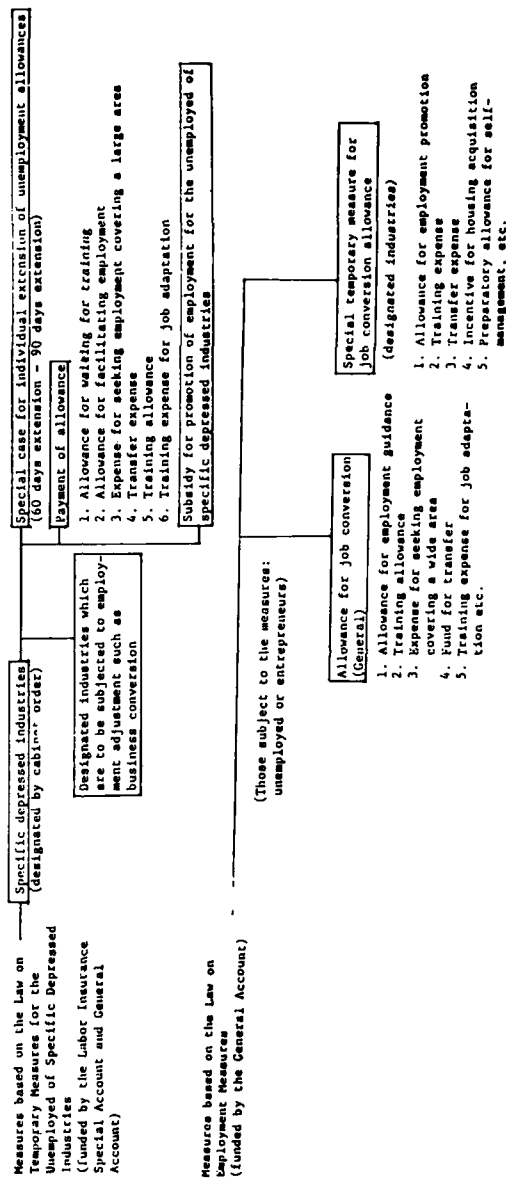 Measures based on the Law on
Temporary Measures for the
Unemployed of Specific Depressed
Industries
(funded by the Labor Insurance
Special Account and General
Account)
Specific depressed industries
(designated by cabinet order)
Designated industries which
are to be subjected to employ-
ment adjustment such as
business conversion
Special case for individual extension of unemployment allowances
(60 days extension - 90 days extension)
Payment of allowance
1. Allowance for waiting for training
2. Allowance for facilitating employment
3. Expense for seeking employment covering a large area
4. Transfer expense
5. Training allowance
6. Training expense for job adaptation
Subsidy for promotion of employment for the unemployed of
specific depressed industries
Measures based on the Law on
Employment Measures
(funded by the General Account)
(Those subject to the measures:
unemployed or entrepreneurs)
Allowance for job conversion
(General)
1. Allowance for employment guidance
2. Training allowance
3. Expense for seeking employment
covering a wide area
4. Fund for transfer
5. Training expense for job adapta-
tion etc.
Special temporary measure for
job conversion allowance
(designated industries)
1. Allowance for employment promotion
2. Training expense
3. Transfer expense
4. Incentive for housing acquisition
5. Preparatory allowance for self-
management, etc.